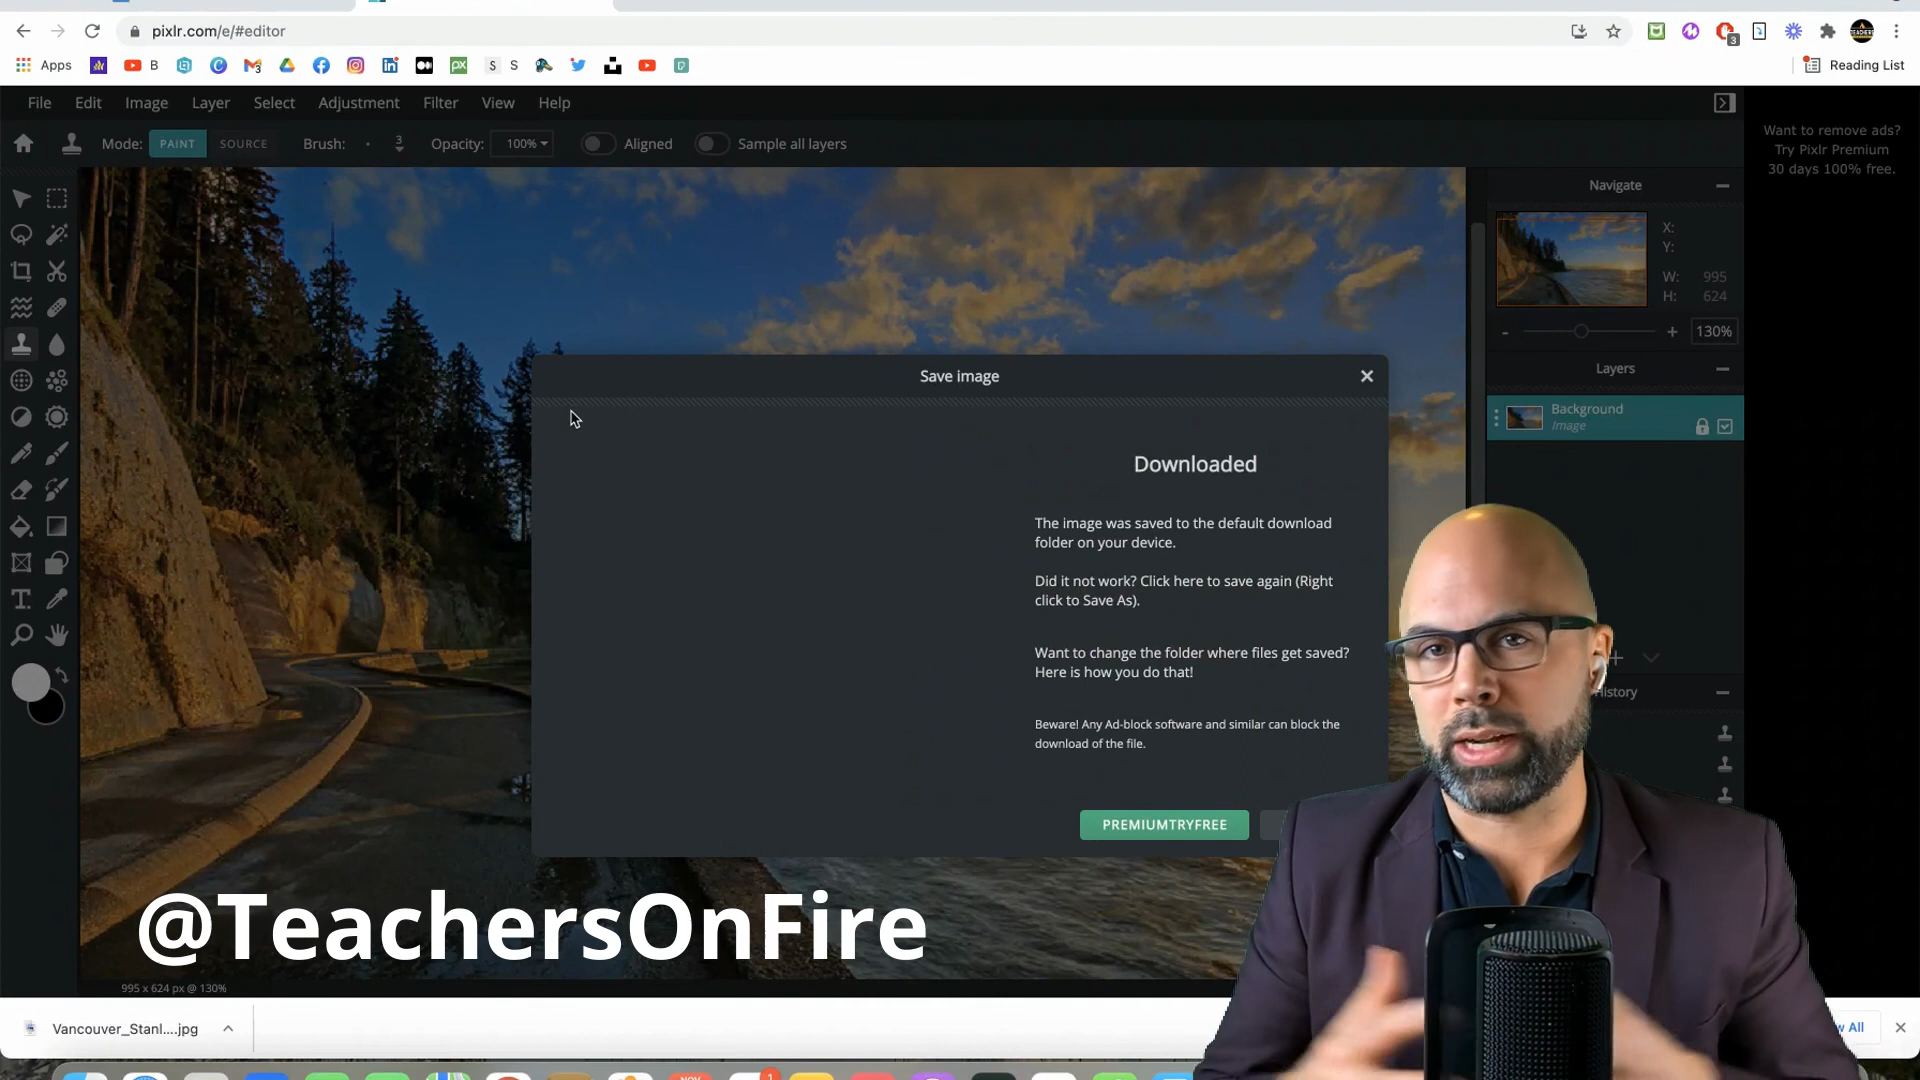 pixlr.com/e/#editor
3
Apps
B
S
Reading List
File Edit Image Layer Select Adjustment Filter View Help
Mode: PAINT SOURCE Brush: 3 Opacity: 100% Aligned Sample all layers
Want to remove ads?
Try Pixlr Premium
30 days 100% free.
Navigate
X:
Y:
W: 995
H: 624
- + 130%
Layers
Background
Image
Save image
Downloaded
The image was saved to the default download
folder on your device.
Did it not work? Click here to save again (Right
click to Save As).
Want to change the folder where files get saved?
Here is how you do that!
Beware! Any Ad-block software and similar can block the
download of the file.
PREMIUMTRYFREE
History
@TeachersOnFire
995 x 624 px @ 130%
Vancouver_Stanl....jpg
All
NOV
1